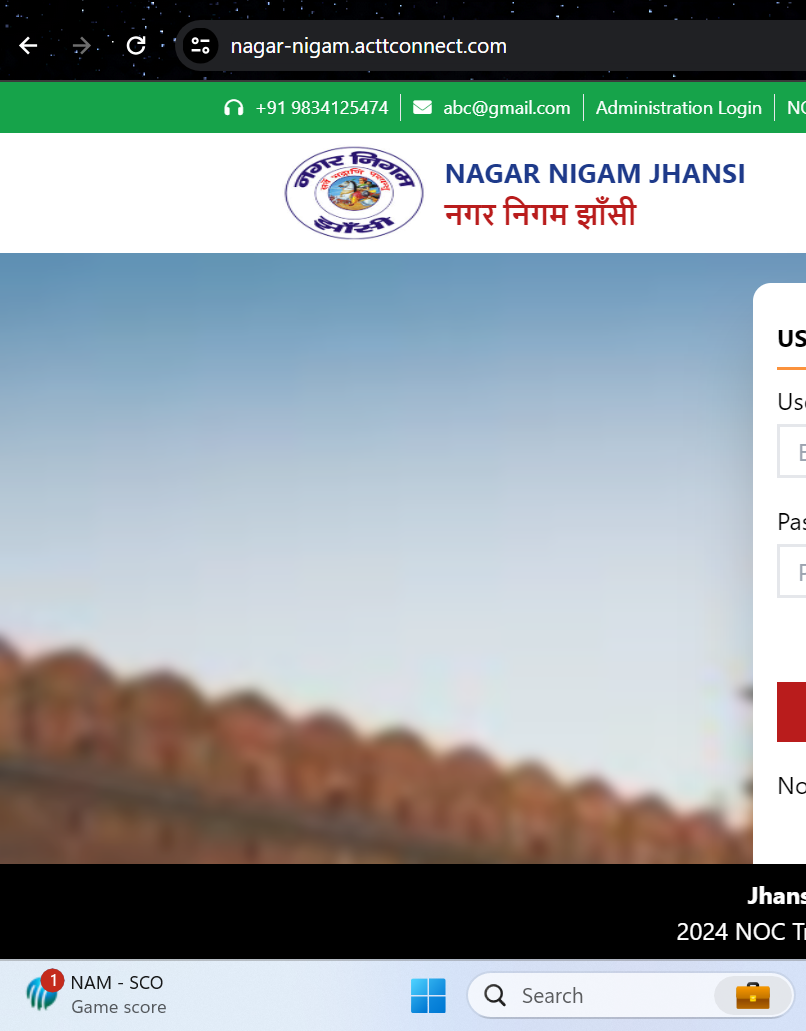 nagar-nigam.acttconnect.com
+91 9834125474 abc@gmail.com Administration Login
नगर निगम
झाँसी
NAGAR NIGAM JHANSI
नगर निगम झाँसी
US
Use
E
Pas
P
No
Jhans
2024 NOC Tr
1
NAM - SCO
Game score
Search